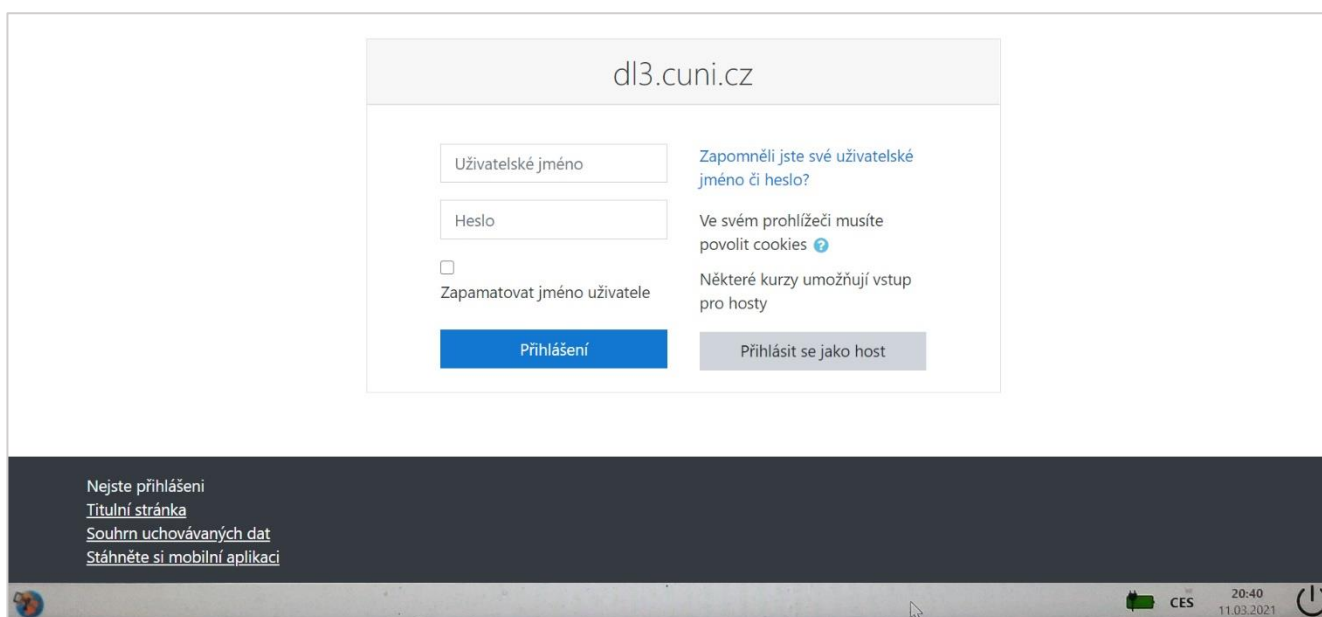 dl3.cuni.cz
Uživatelské jméno
Heslo
Zapamatovat jméno uživatele
Přihlášení
Zapomněli jste své uživatelské
jméno či heslo?
Ve svém prohlížeči musíte
povolit cookies
Některé kurzy umožňují vstup
pro hosty
Přihlásit se jako host
Nejste přihlášeni
Titulní stránka
Souhrn uchovávaných dat
Stáhněte si mobilní aplikaci
CES
20:40
11.03.2021